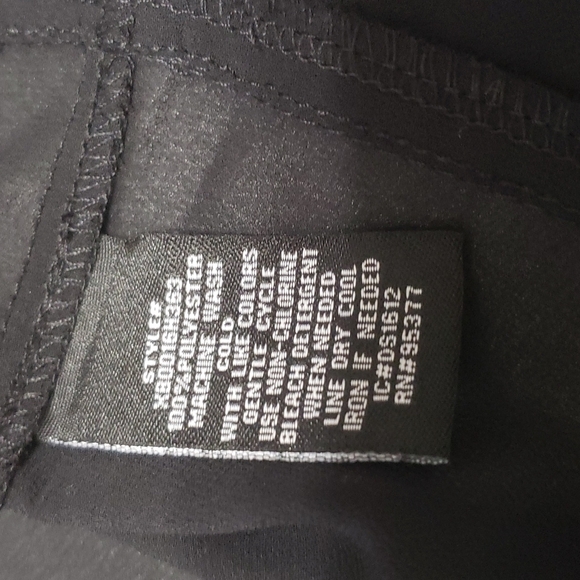 STYLE#
100% POLYESTER
MACHINE WASH
COLD
WITH LIKE COLORS
GENTLE CYCLE
USE NON-CHLORINE
BLEACH DETERGENT
WHEN NEEDED
LINE DRY COOL
IRON IF NEEDED
IC#DS1612
RN#95377